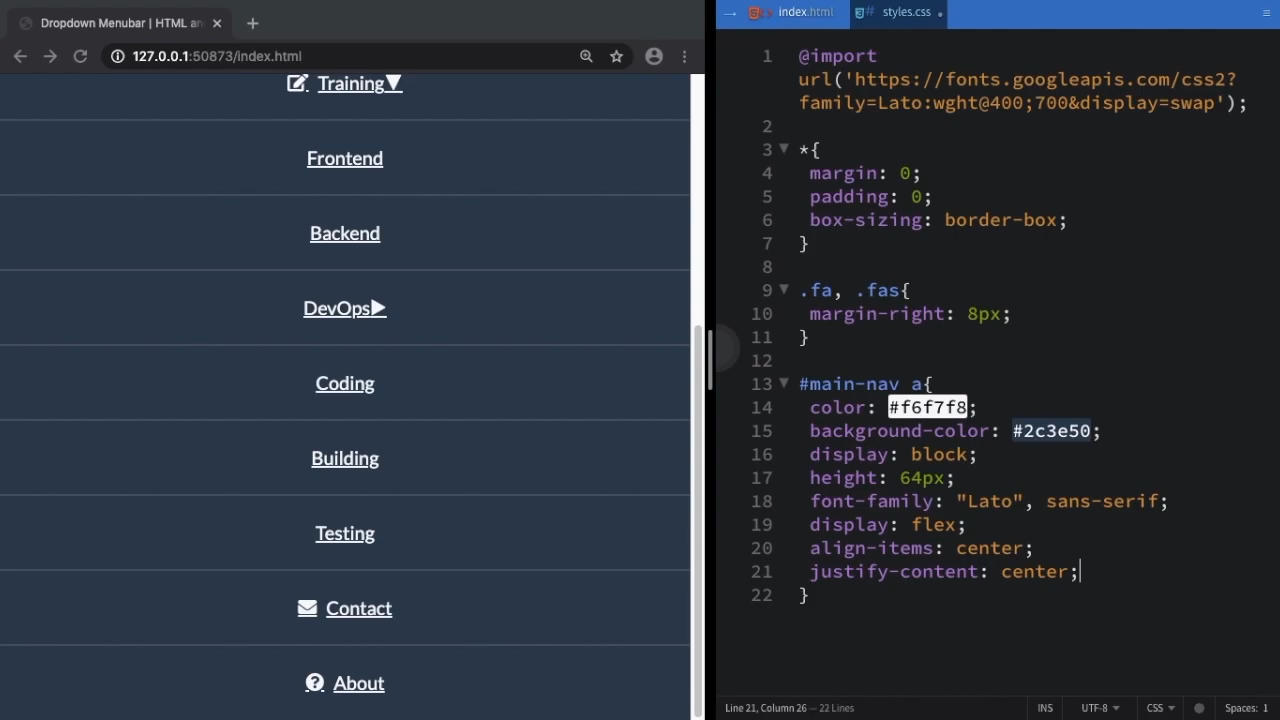 Dropdown Menubar | HTML an
127.0.0.1:50873/index.html
Training▼
Frontend
Backend
DevOps▶
Coding
Building
Testing
Contact
About
index.html
styles.css
1 @import
url('https://fonts.googleapis.com/css2?
family=Lato:wght@400;700&display=swap');
2
3 *{
4 margin: 0;
5 padding: 0;
6 box-sizing: border-box;
7 }
8
9 .fa, .fas{
10 margin-right: 8px;
11 }
12
13 #main-nav a{
14 color: #f6f7f8;
15 background-color: #2c3e50;
16 display: block;
17 height: 64px;
18 font-family: "Lato", sans-serif;
19 display: flex;
20 align-items: center;
21 justify-content: center;
22 }
Line 21, Column 26 — 22 Lines
INS
UTF-8
CSS
Spaces: 1